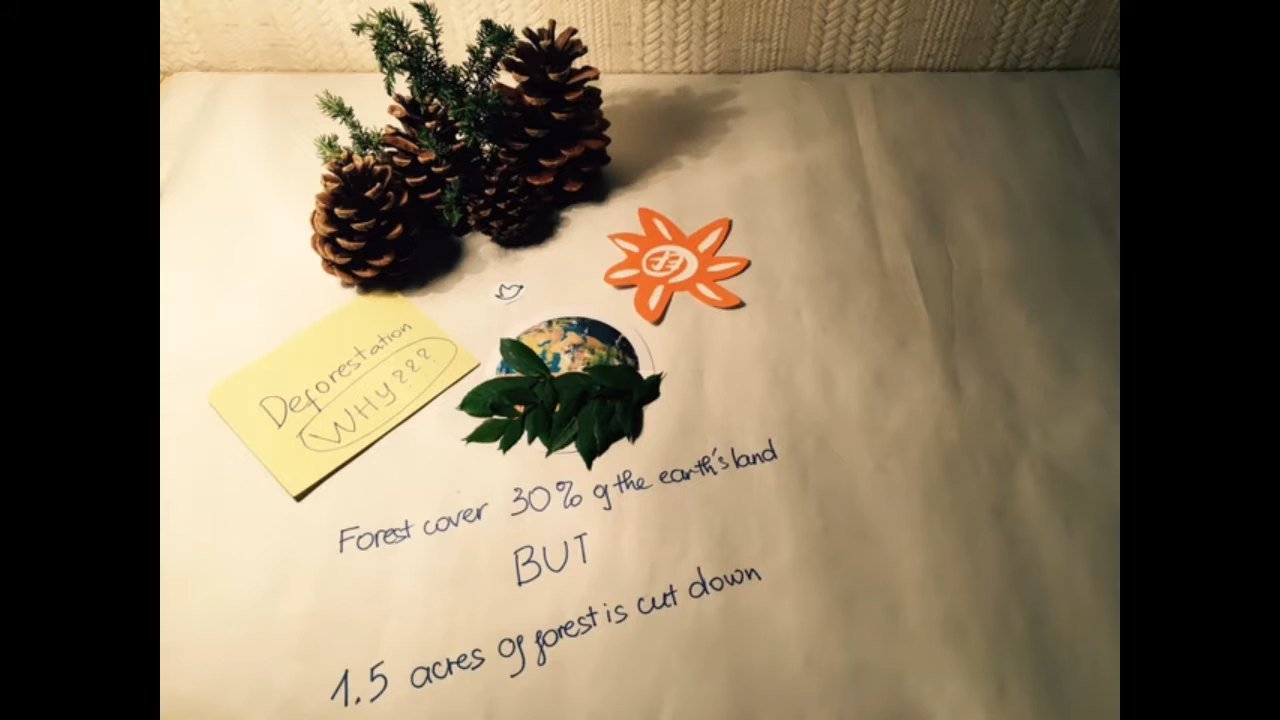 Deforestation
WHY???
Forest cover 30% of the earth's land
BUT
1.5 acres of forest is cut down